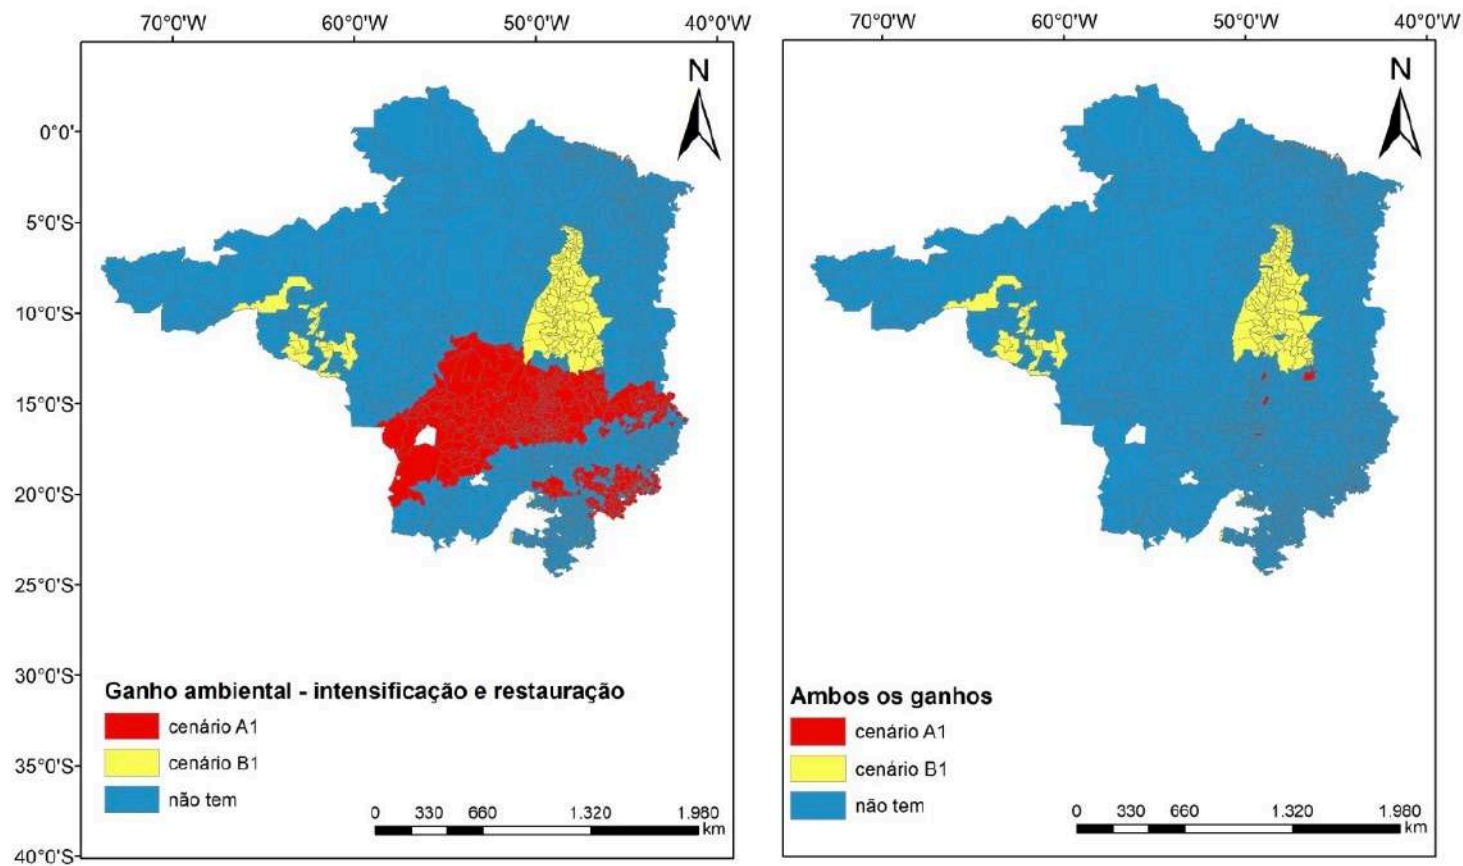 70°0'W 60°0'W 50°0'W 40°0'W
N
0°0'
5°0'S
10°0'S
15°0'S
20°0'S
25°0'S
30°0'S
35°0'S
40°0'S
Ganho ambiental - intensificação e restauração
cenário A1
cenário B1
não tem
0 330 660 1.320 1.980
km
70°0'W 60°0'W 50°0'W 40°0'W
N
Ambos os ganhos
cenário A1
cenário B1
não tem
0 330 660 1.320 1.980
km